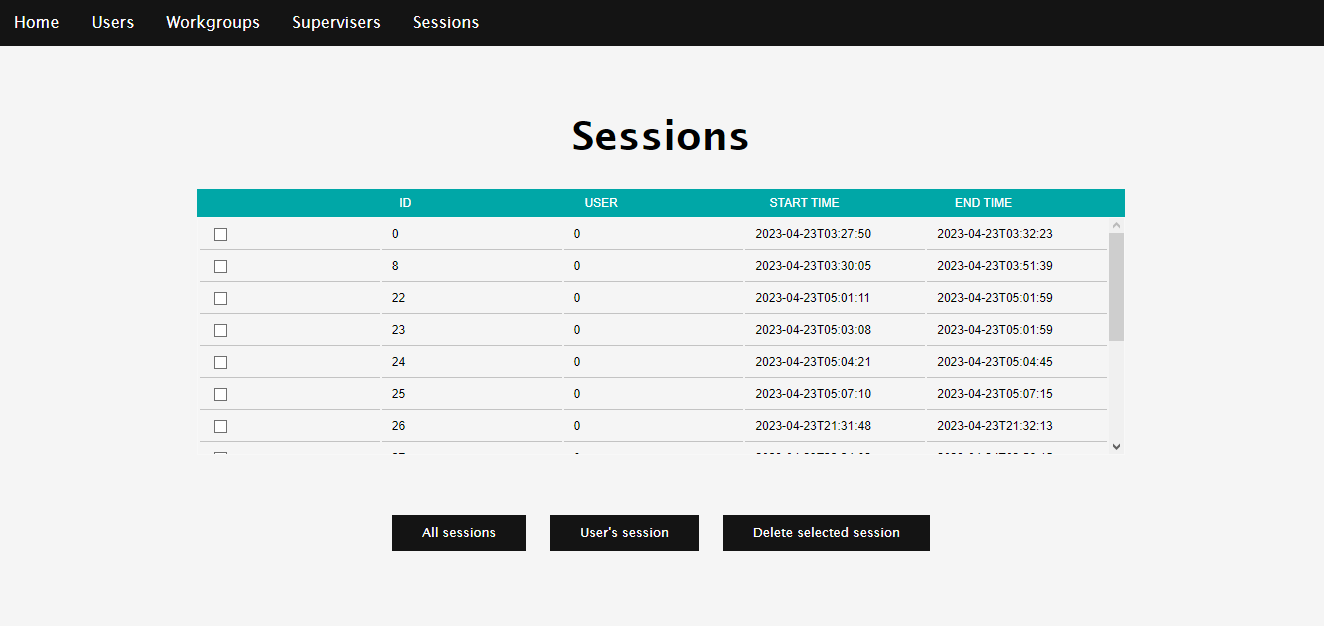 Home Users Workgroups Supervisers Sessions
Sessions
ID USER START TIME END TIME
0 0 2023-04-23T03:27:50 2023-04-23T03:32:23
8 0 2023-04-23T03:30:05 2023-04-23T03:51:39
22 0 2023-04-23T05:01:11 2023-04-23T05:01:59
23 0 2023-04-23T05:03:08 2023-04-23T05:01:59
24 0 2023-04-23T05:04:21 2023-04-23T05:04:45
25 0 2023-04-23T05:07:10 2023-04-23T05:07:15
26 0 2023-04-23T21:31:48 2023-04-23T21:32:13
All sessions User's session Delete selected session